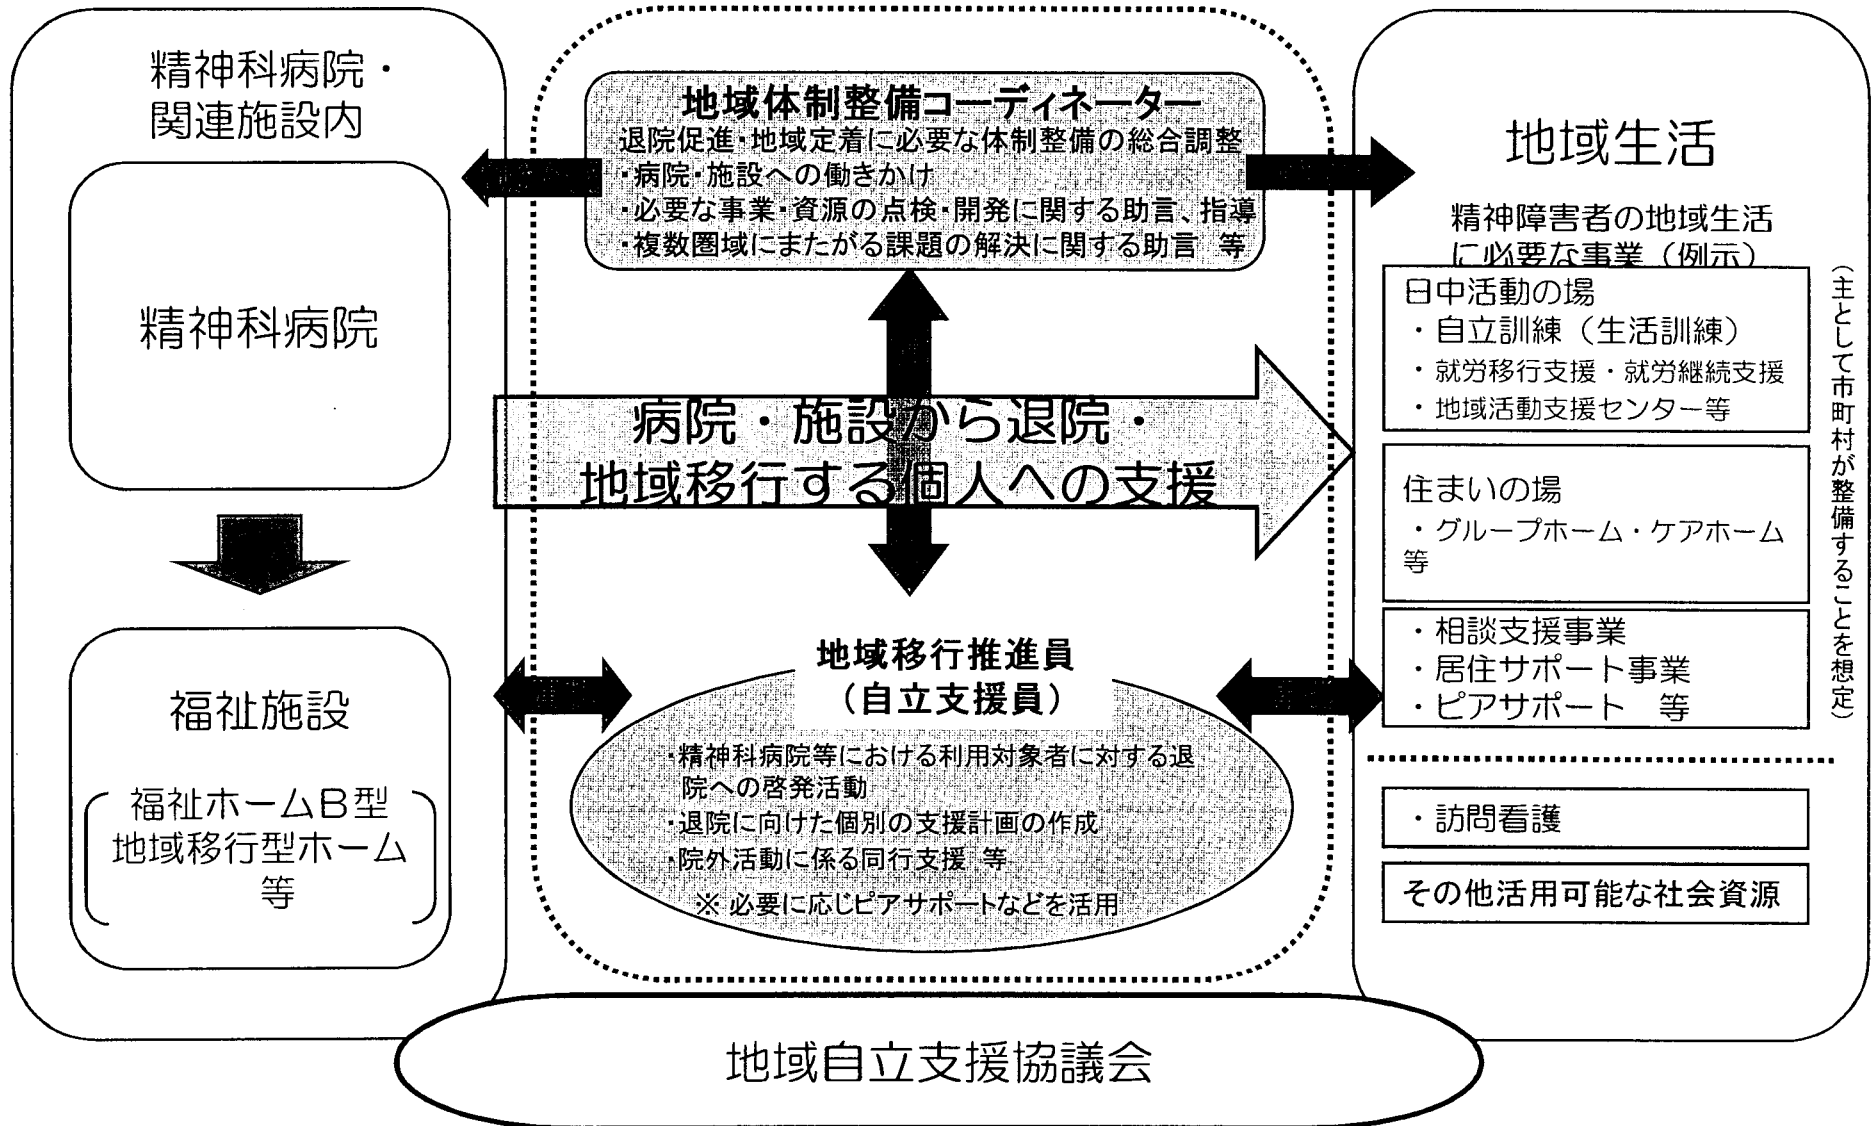 精神科病院・
関連施設内
精神科病院
福祉施設
福祉ホームB型
地域移行型ホーム
等
地域体制整備コーディネーター
退院促進・地域定着に必要な体制整備の総合調整
・病院・施設への働きかけ
・必要な事業・資源の点検・開発に関する助言、指導
・複数圏域にまたがる課題の解決に関する助言 等
病院・施設から退院・
地域移行する個人への支援
地域移行推進員
（自立支援員）
・精神科病院等における利用対象者に対する退
院への啓発活動
・退院に向けた個別の支援計画の作成
・院外活動に係る同行支援 等
※ 必要に応じピアサポートなどを活用
地域生活
精神障害者の地域生活
に必要な事業（例示）
日中活動の場
・自立訓練（生活訓練）
・就労移行支援・就労継続支援
・地域活動支援センター等
住まいの場
・グループホーム・ケアホーム
等
・相談支援事業
・居住サポート事業
・ピアサポート 等
・訪問看護
その他活用可能な社会資源
（主として市町村が整備することを想定）
地域自立支援協議会